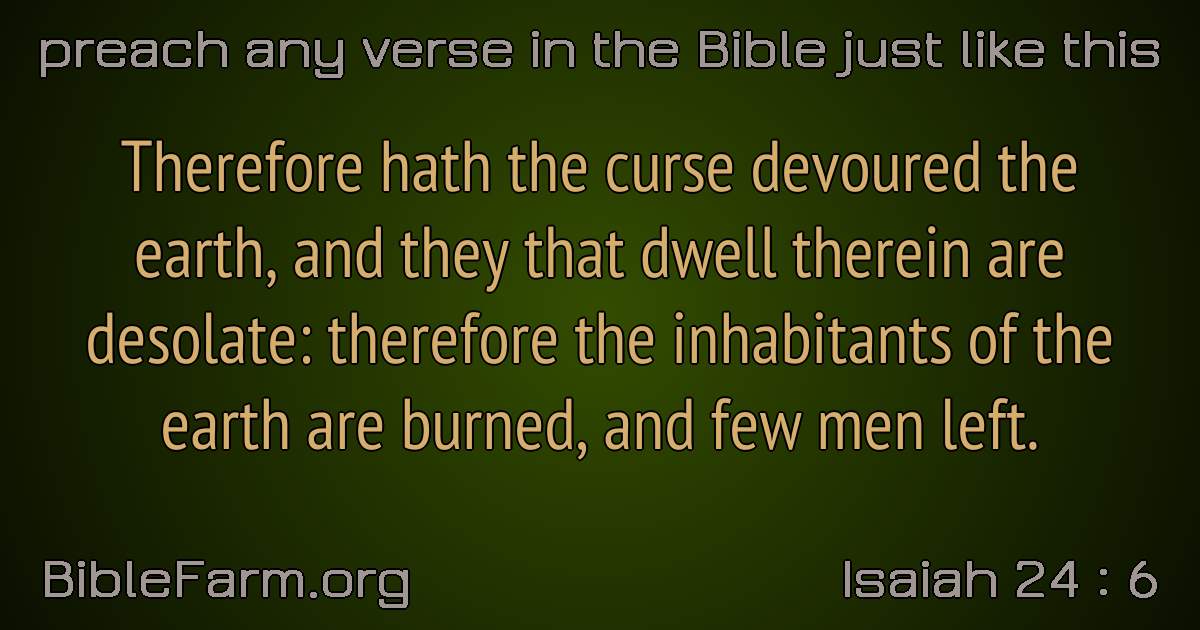 preach any verse in the Bible just like this
Therefore hath the curse devoured the
earth, and they that dwell therein are
desolate: therefore the inhabitants of the
earth are burned, and few men left.
BibleFarm.org
Isaiah 24 : 6